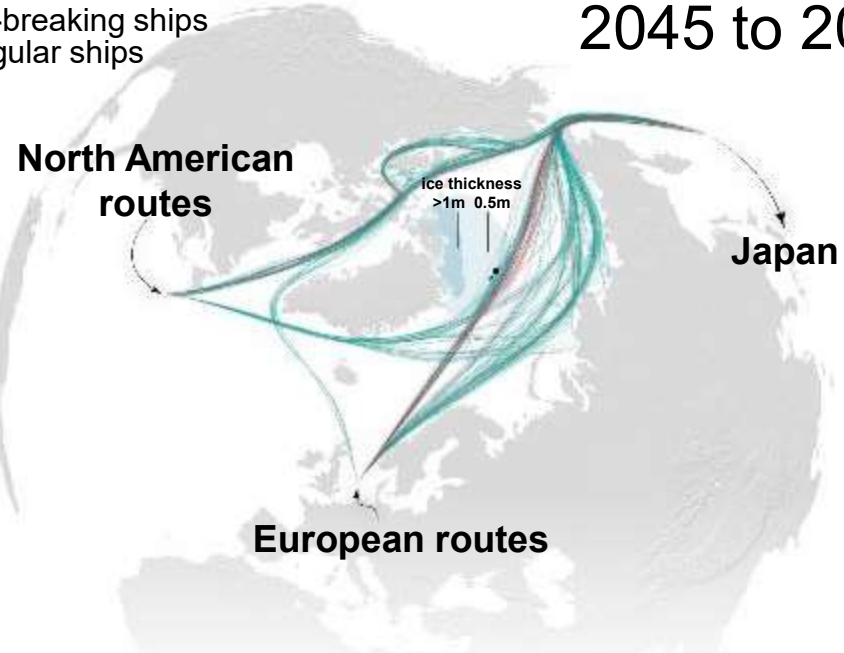 -breaking ships
gular ships
2045 to 20
North American
routes
ice thickness
>1m 0.5m
Japan
European routes